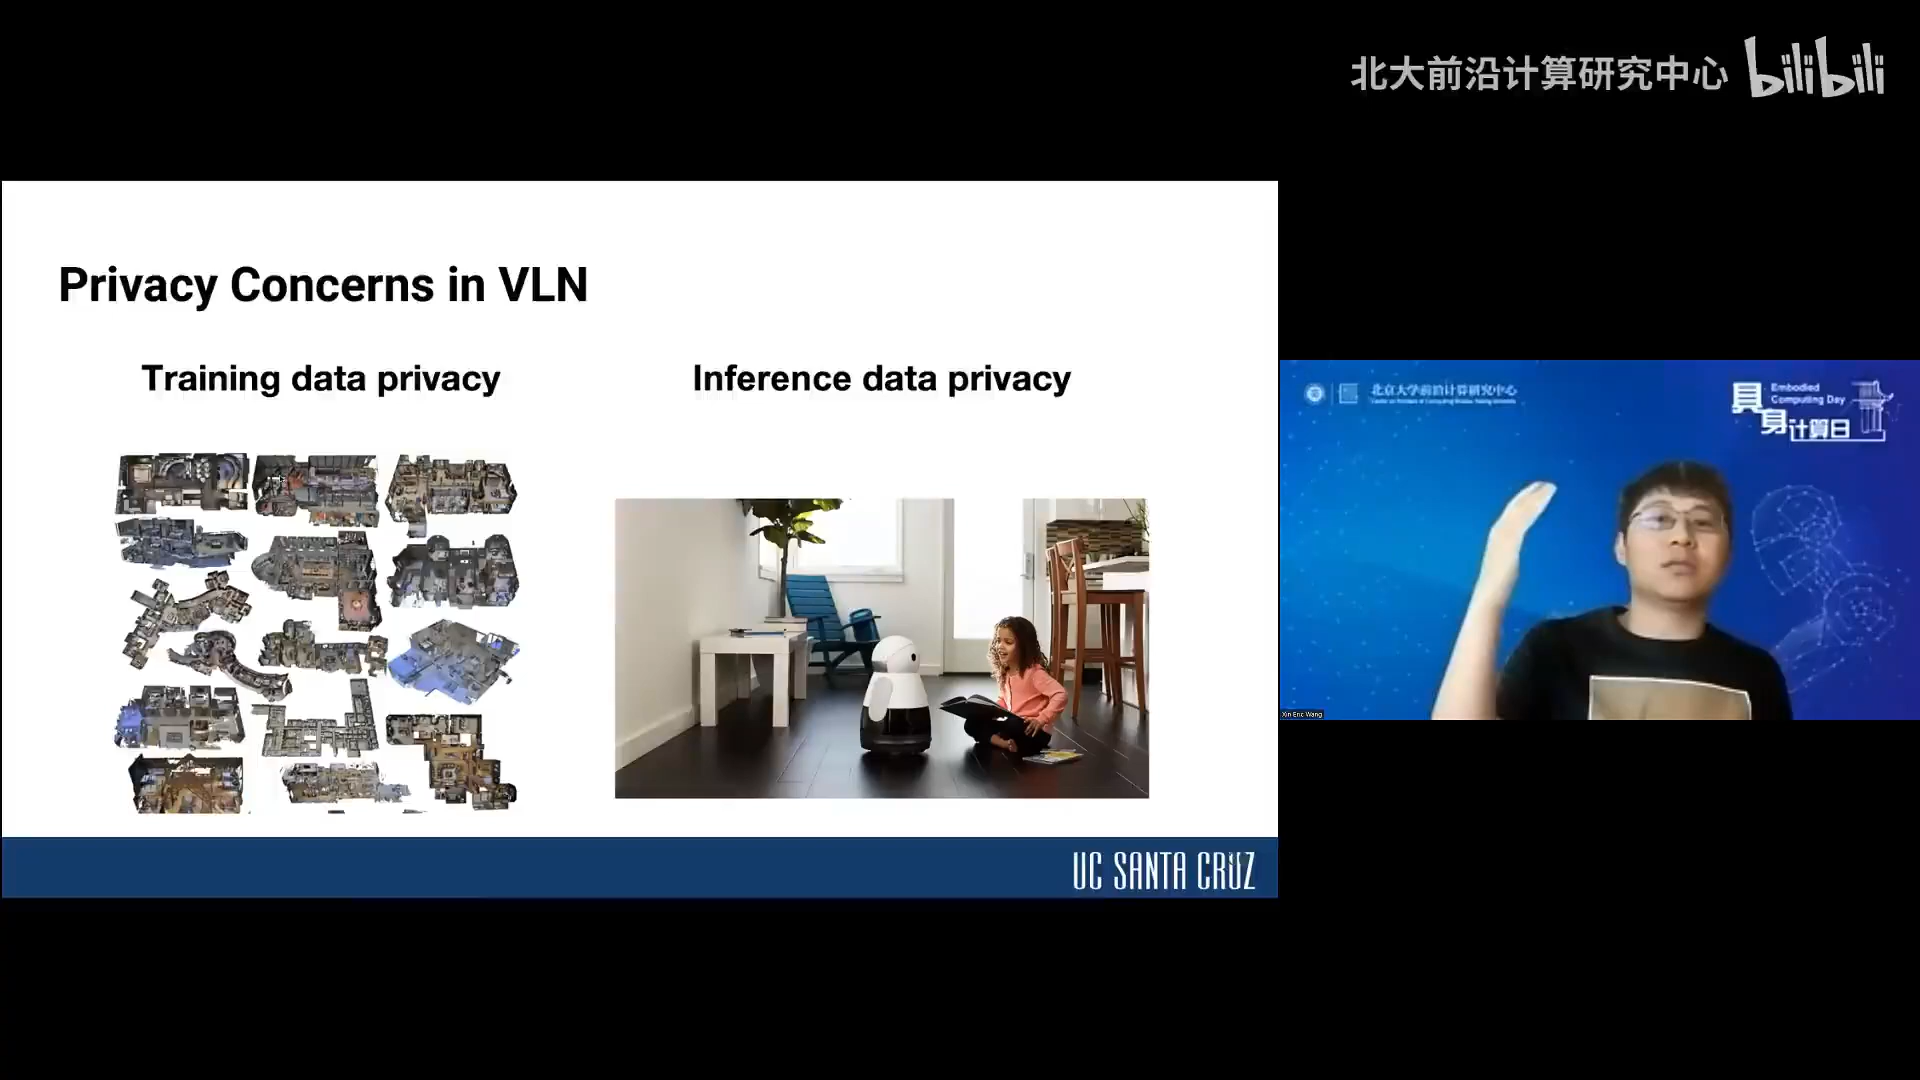 北大前沿计算研究中心 bilibili
Privacy Concerns in VLN
Training data privacy
Inference data privacy
UC SANTA CRUZ
北京大学前沿计算研究中心
Embodied
Computing Day
具身计算日
Xin Eric Wang